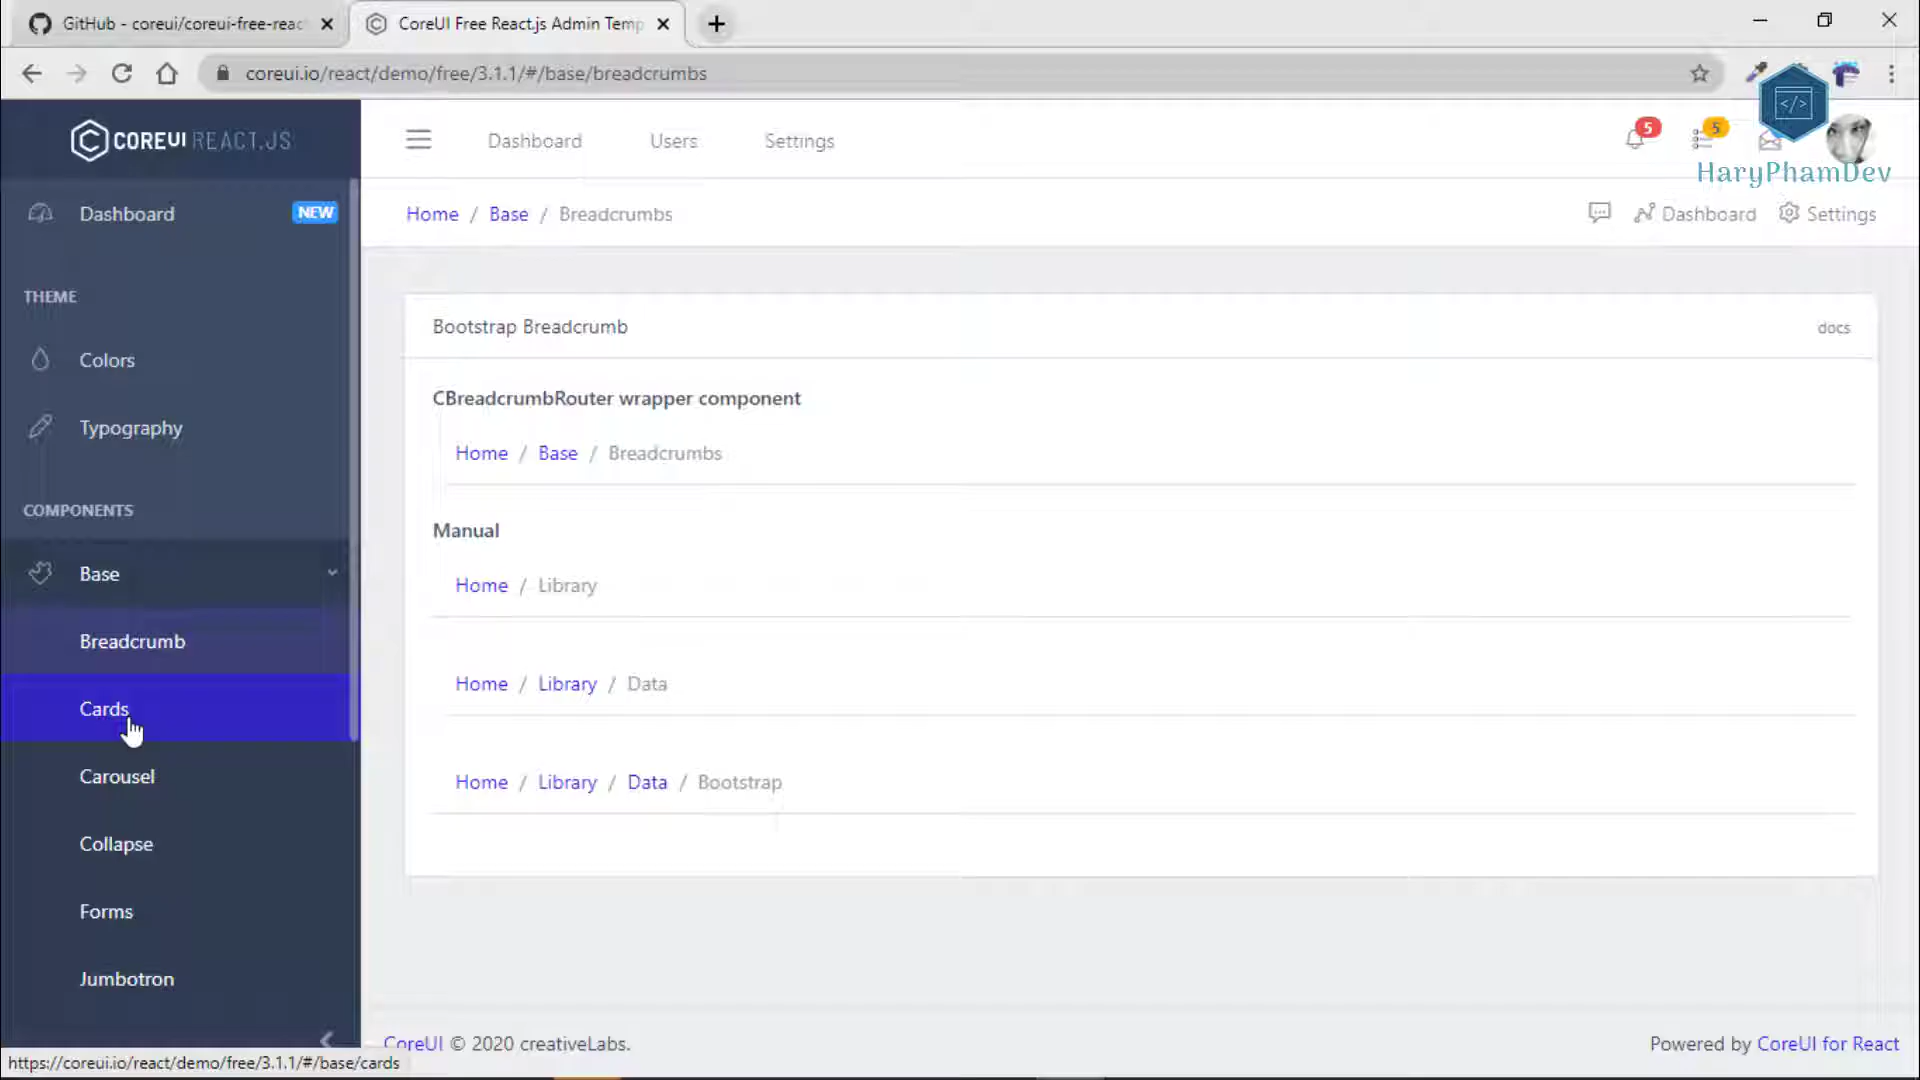 GitHub - coreui/coreui-free-reac
CoreUI Free React.js Admin Temp
coreui.io/react/demo/free/3.1.1/#/base/breadcrumbs
COREUI REACT.JS
Dashboard Users Settings
5
5
HaryPhamDev
Dashboard NEW
Home / Base / Breadcrumbs
Dashboard
Settings
THEME
Colors
Typography
COMPONENTS
Base
Breadcrumb
Cards
Carousel
Collapse
Forms
Jumbotron
Bootstrap Breadcrumb
docs
CBreadcrumbRouter wrapper component
Home / Base / Breadcrumbs
Manual
Home / Library
Home / Library / Data
Home / Library / Data / Bootstrap
CoreUI © 2020 creativeLabs.
Powered by CoreUI for React
https://coreui.io/react/demo/free/3.1.1/#/base/cards